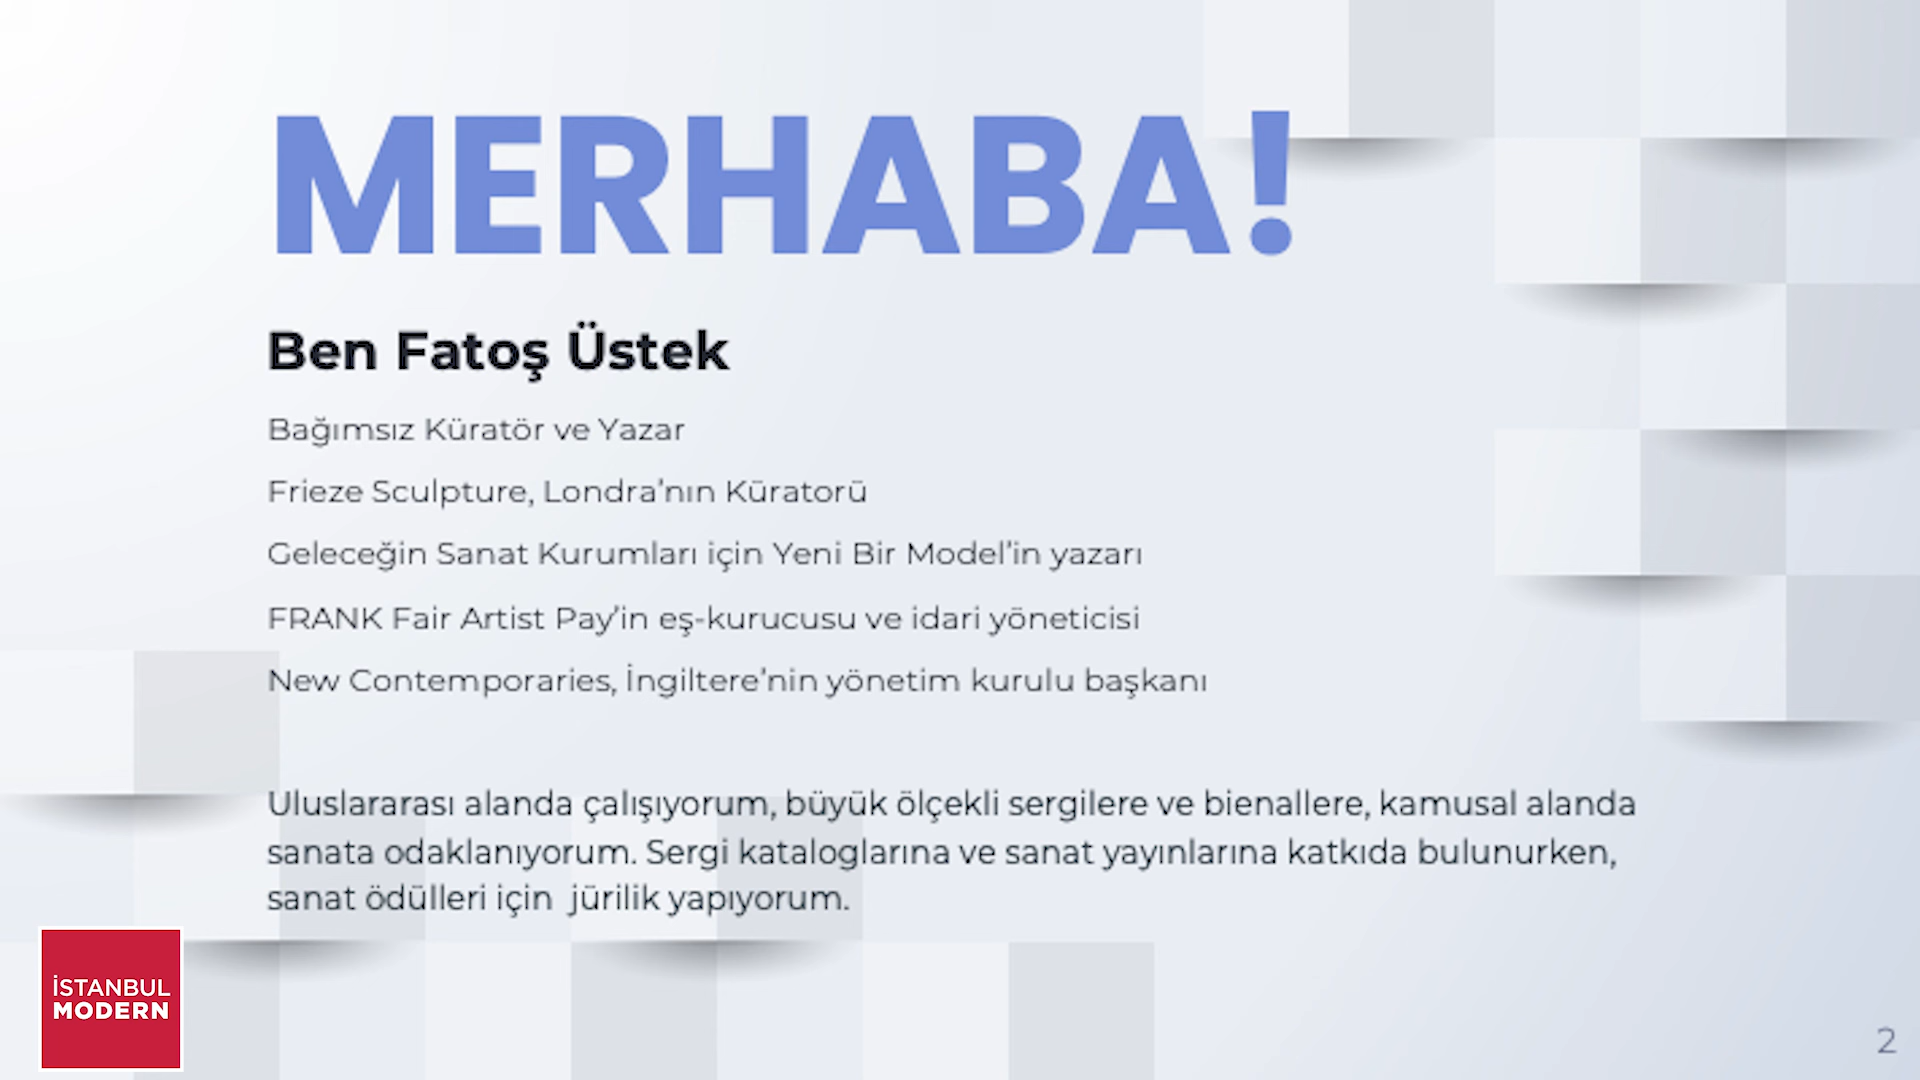 MERHABA!
Ben Fatoş Üstek
Bağımsız Küratör ve Yazar
Frieze Sculpture, Londra’nın Küratorü
Geleceğin Sanat Kurumları için Yeni Bir Model’in yazarı
FRANK Fair Artist Pay’in eş-kurucusu ve idari yöneticisi
New Contemporaries, İngiltere’nin yönetim kurulu başkanı
Uluslararası alanda çalışıyorum, büyük ölçekli sergilere ve bienallere, kamusal alanda
sanata odaklanıyorum. Sergi kataloglarına ve sanat yayınlarına katkıda bulunurken,
sanat ödülleri için  jürilik yapıyorum.
İSTANBUL
MODERN
2